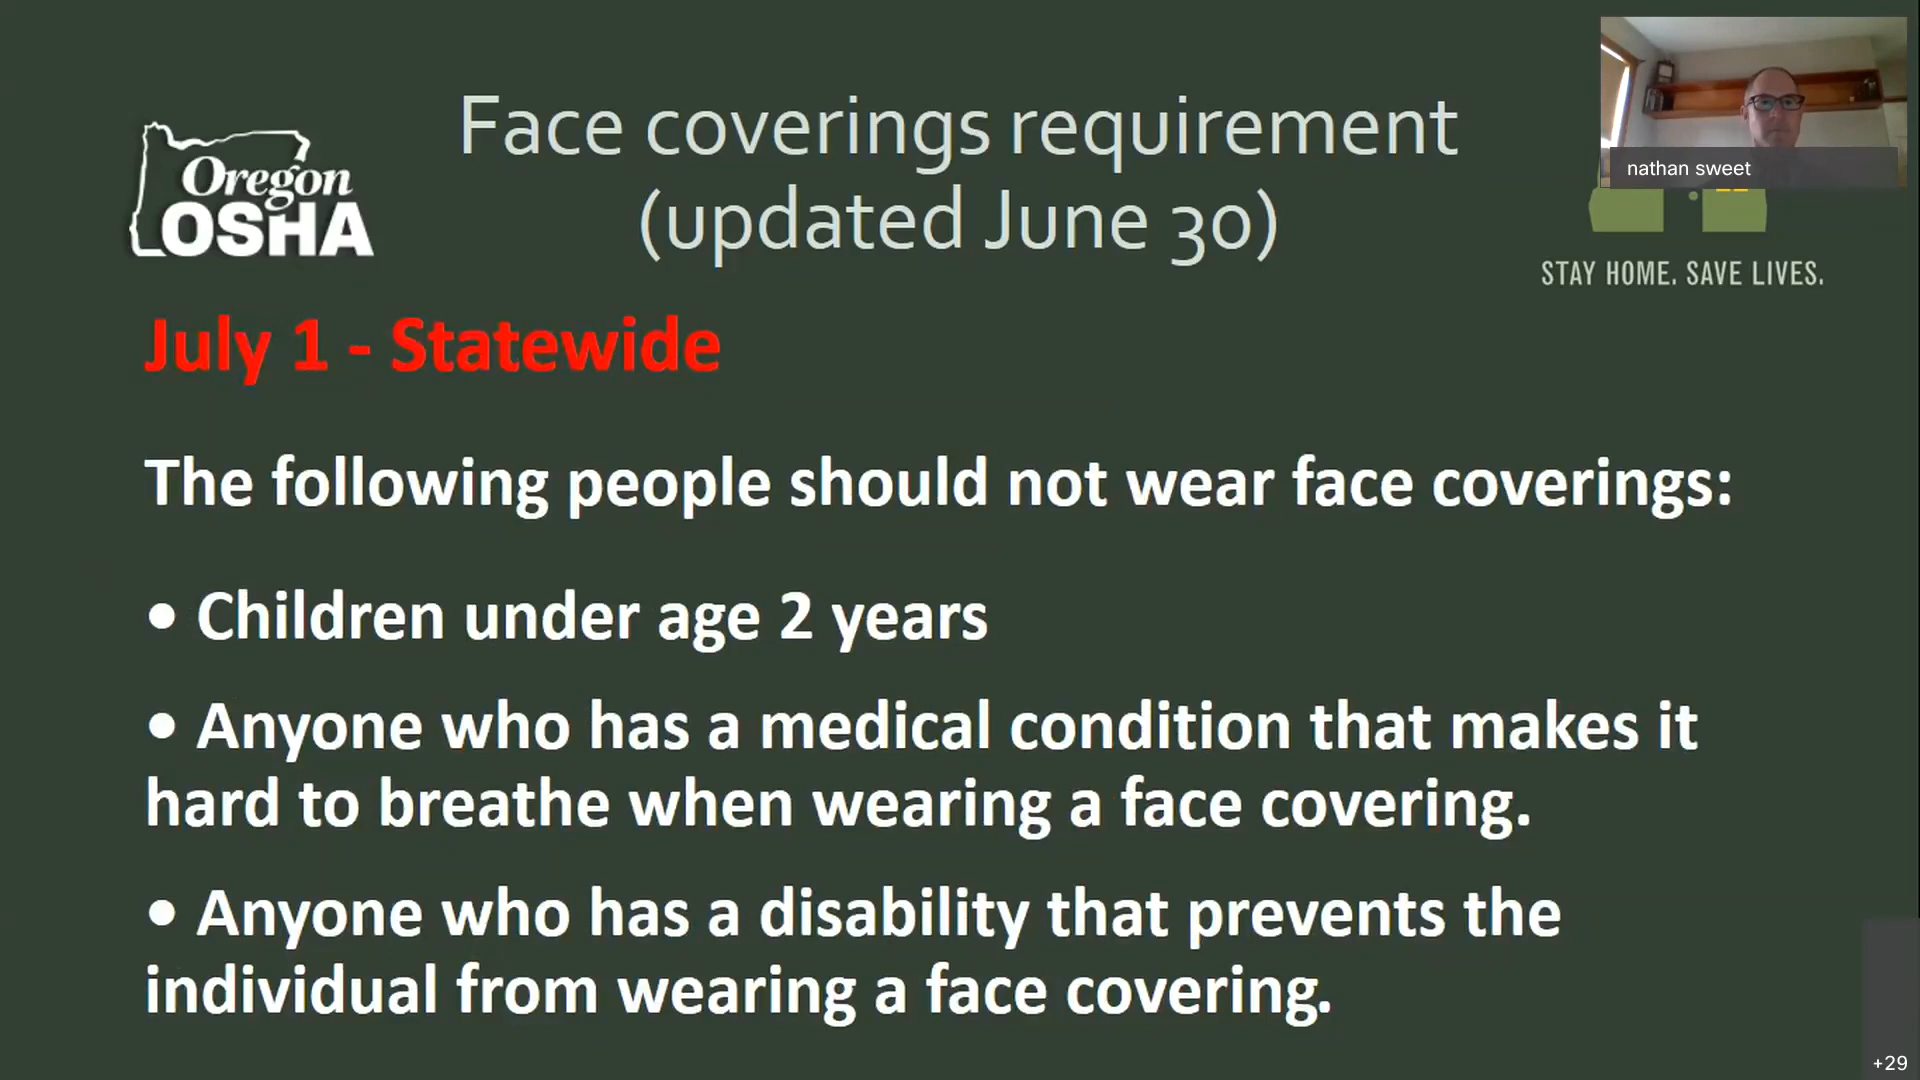 Face coverings requirement
(updated June 30)
Oregon
OSHA
nathan sweet
STAY HOME. SAVE LIVES.
July 1 - Statewide
The following people should not wear face coverings:
• Children under age 2 years
• Anyone who has a medical condition that makes it
hard to breathe when wearing a face covering.
• Anyone who has a disability that prevents the
individual from wearing a face covering.
+29